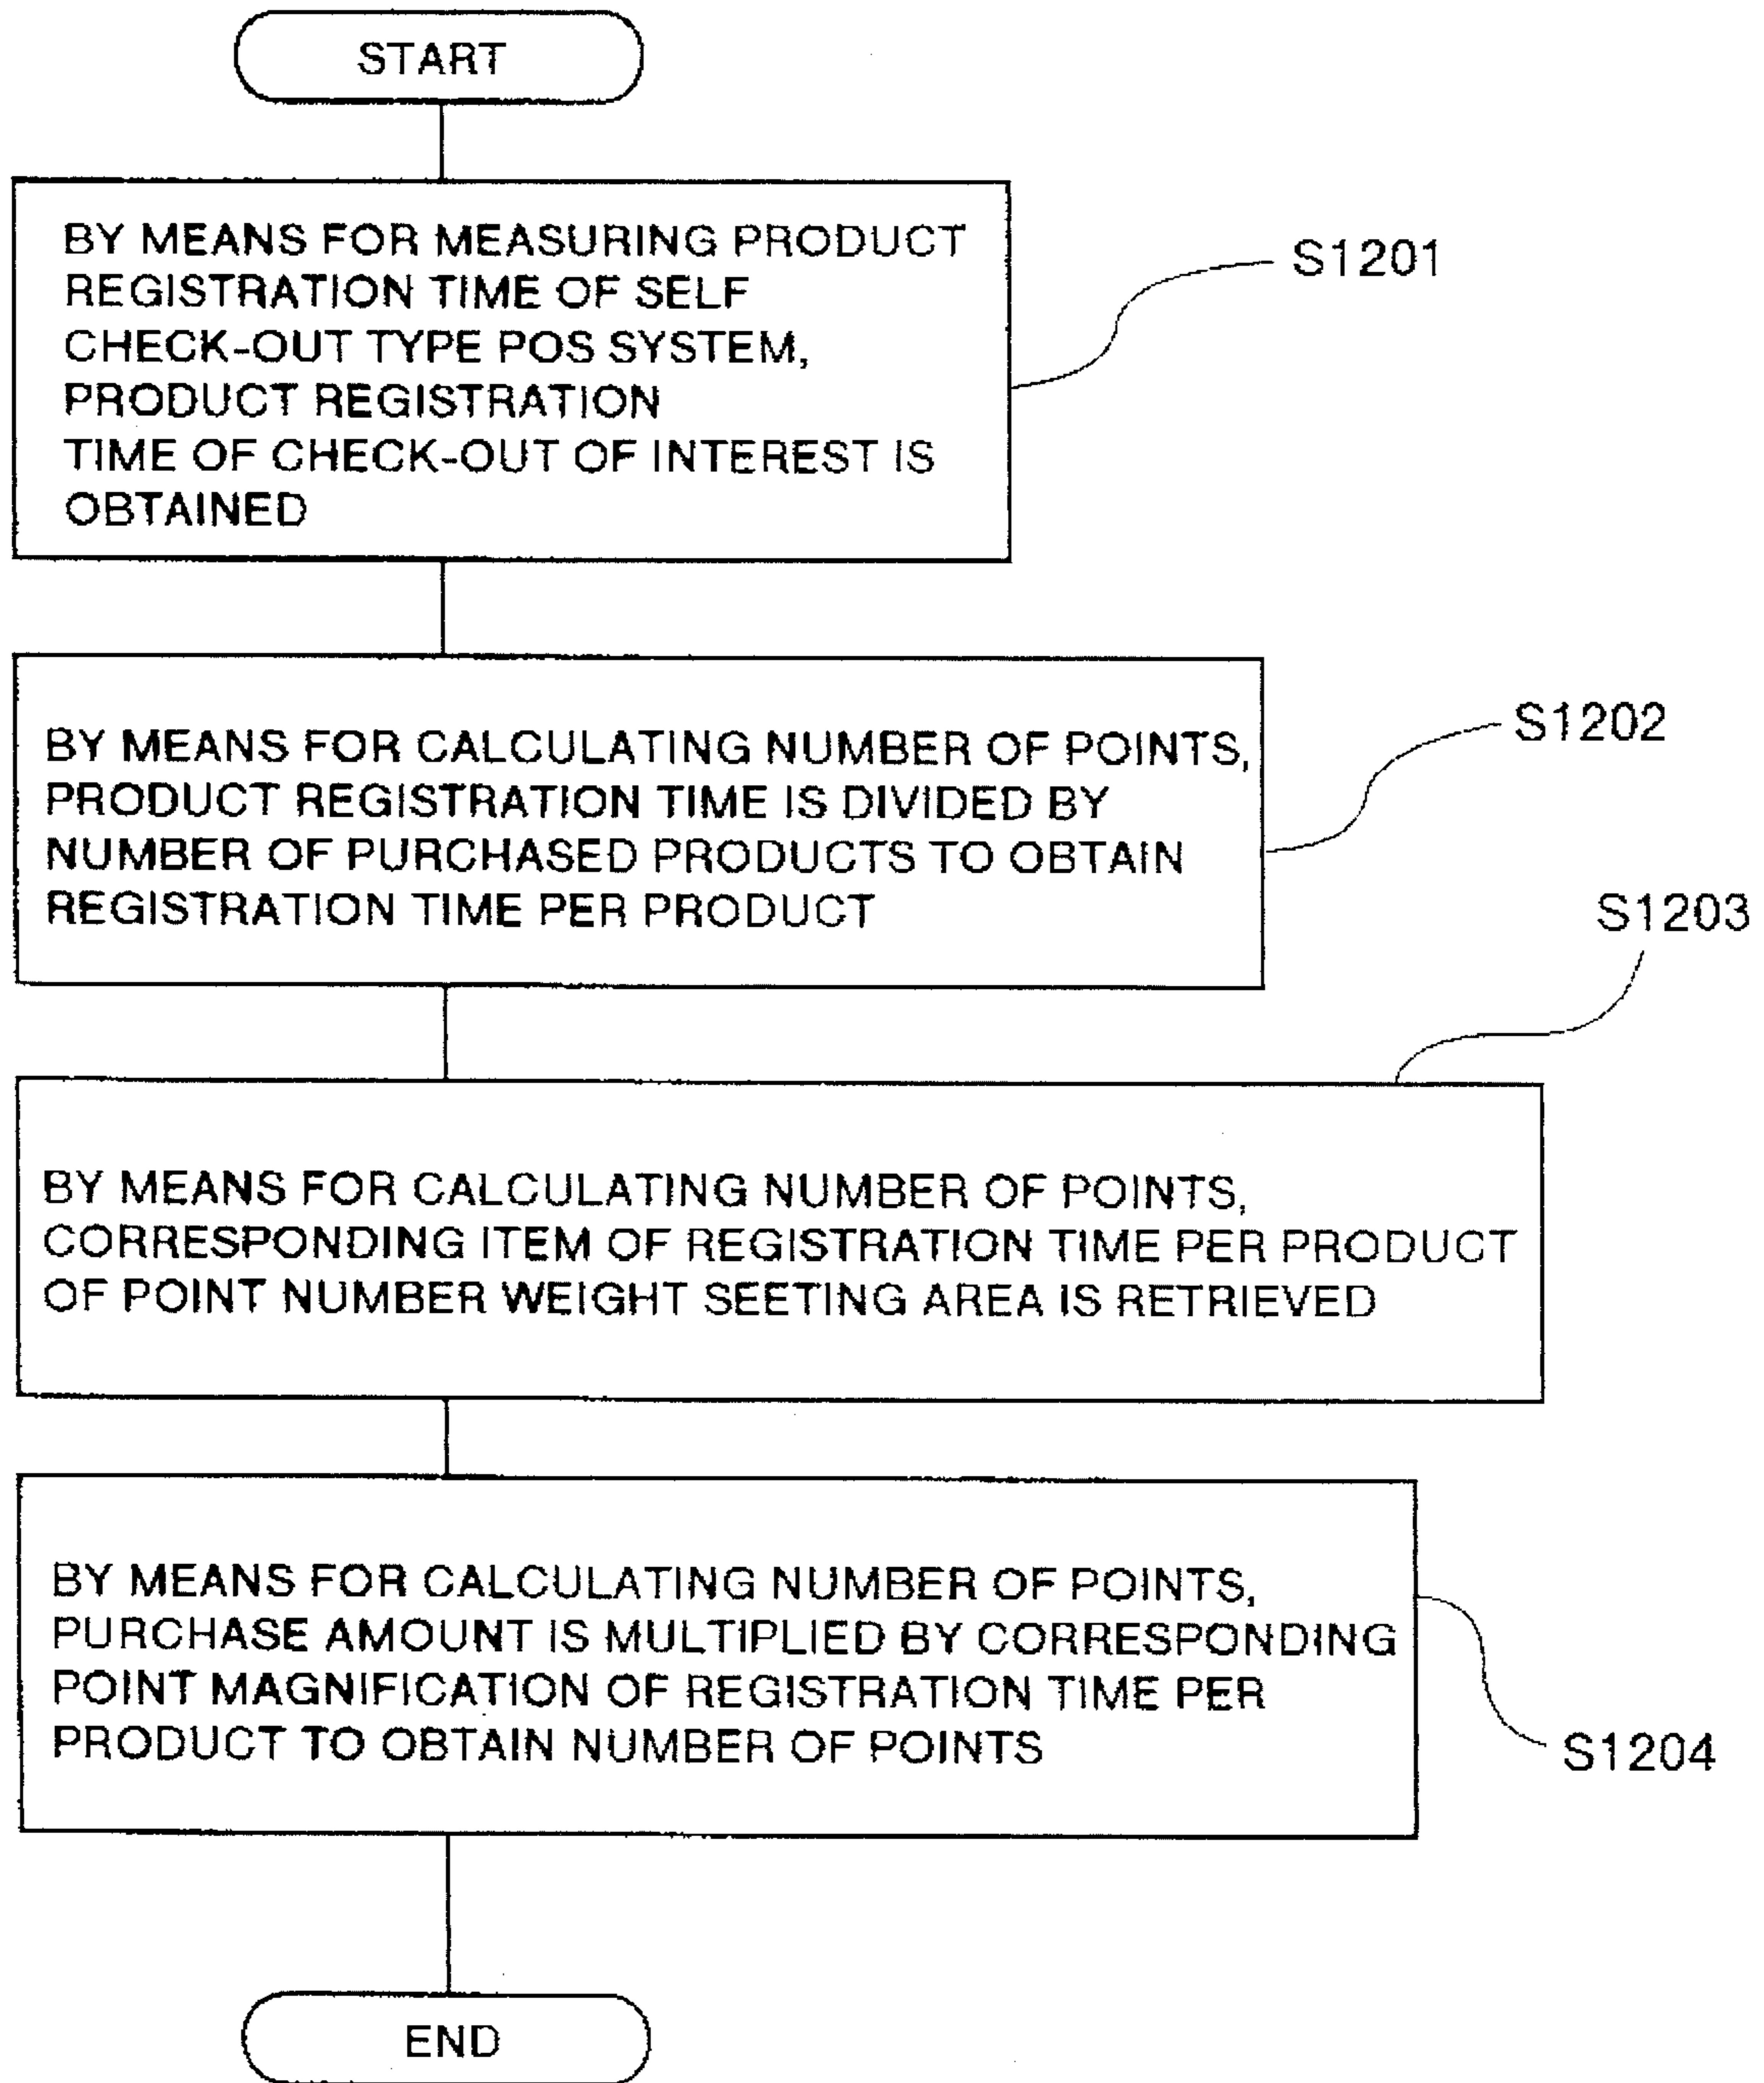 START
BY MEANS FOR MEASURING PRODUCT
REGISTRATION TIME OF SELF
CHECK-OUT TYPE POS SYSTEM,
PRODUCT REGISTRATION
TIME OF CHECK-OUT OF INTEREST IS
OBTAINED
S1201
BY MEANS FOR CALCULATING NUMBER OF POINTS,
PRODUCT REGISTRATION TIME IS DIVIDED BY
NUMBER OF PURCHASED PRODUCTS TO OBTAIN
REGISTRATION TIME PER PRODUCT
S1202
S1203
BY MEANS FOR CALCULATING NUMBER OF POINTS,
CORRESPONDING ITEM OF REGISTRATION TIME PER PRODUCT
OF POINT NUMBER WEIGHT SEETING AREA IS RETRIEVED
BY MEANS FOR CALCULATING NUMBER OF POINTS,
PURCHASE AMOUNT IS MULTIPLIED BY CORRESPONDING
POINT MAGNIFICATION OF REGISTRATION TIME PER
PRODUCT TO OBTAIN NUMBER OF POINTS
S1204
END